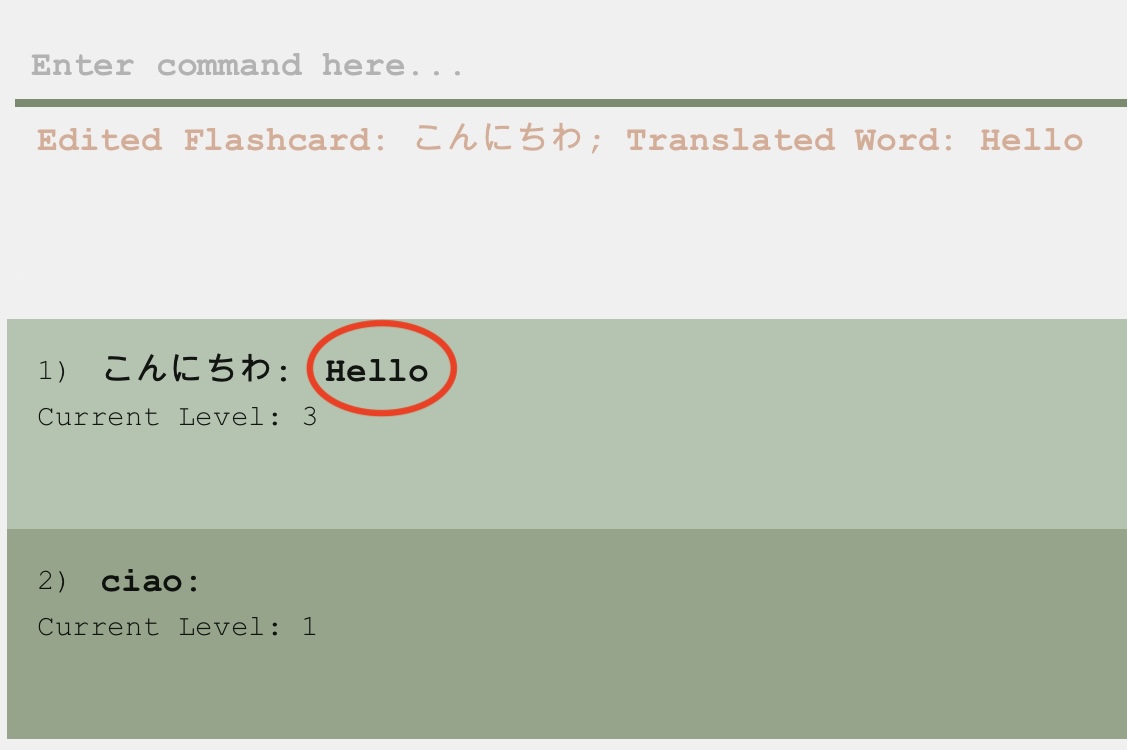 Enter command here...
Edited Flashcard: こんにちわ; Translated Word: Hello
1) こんにちわ: Hello
Current Level: 3
2) ciao:
Current Level: 1